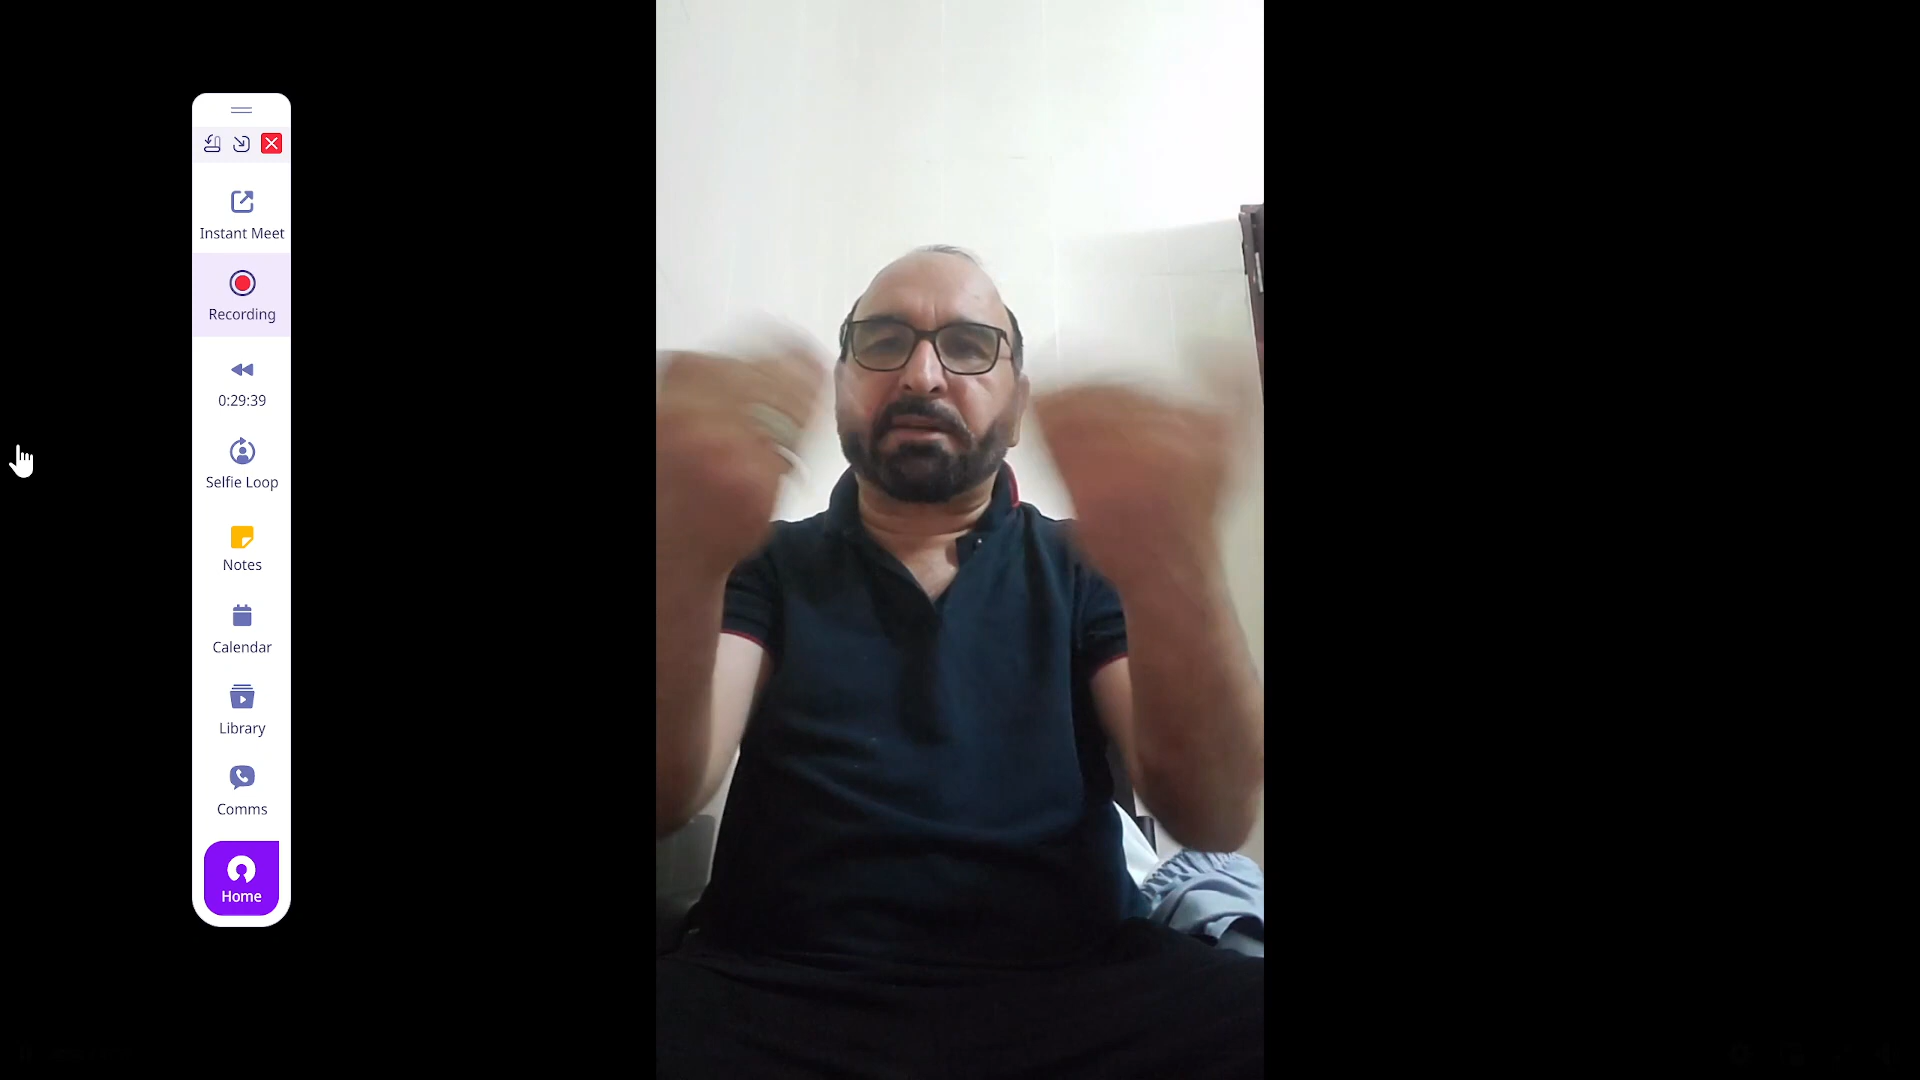 Instant Meet
Recording
0:29:39
Selfie Loop
Notes
Calendar
Library
Comms
Home